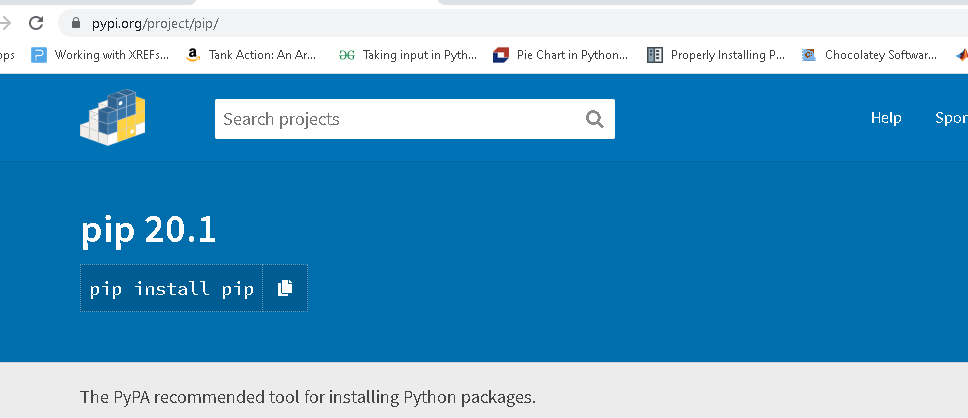 pypi.org/project/pip/
ops Working with XREFs... Tank Action: An Ar... ƏG Taking input in Pyth... Pie Chart in Python... Properly Installing P... Chocolatey Softwar...
Search projects
Help Spon
pip 20.1
pip install pip
The PyPA recommended tool for installing Python packages.